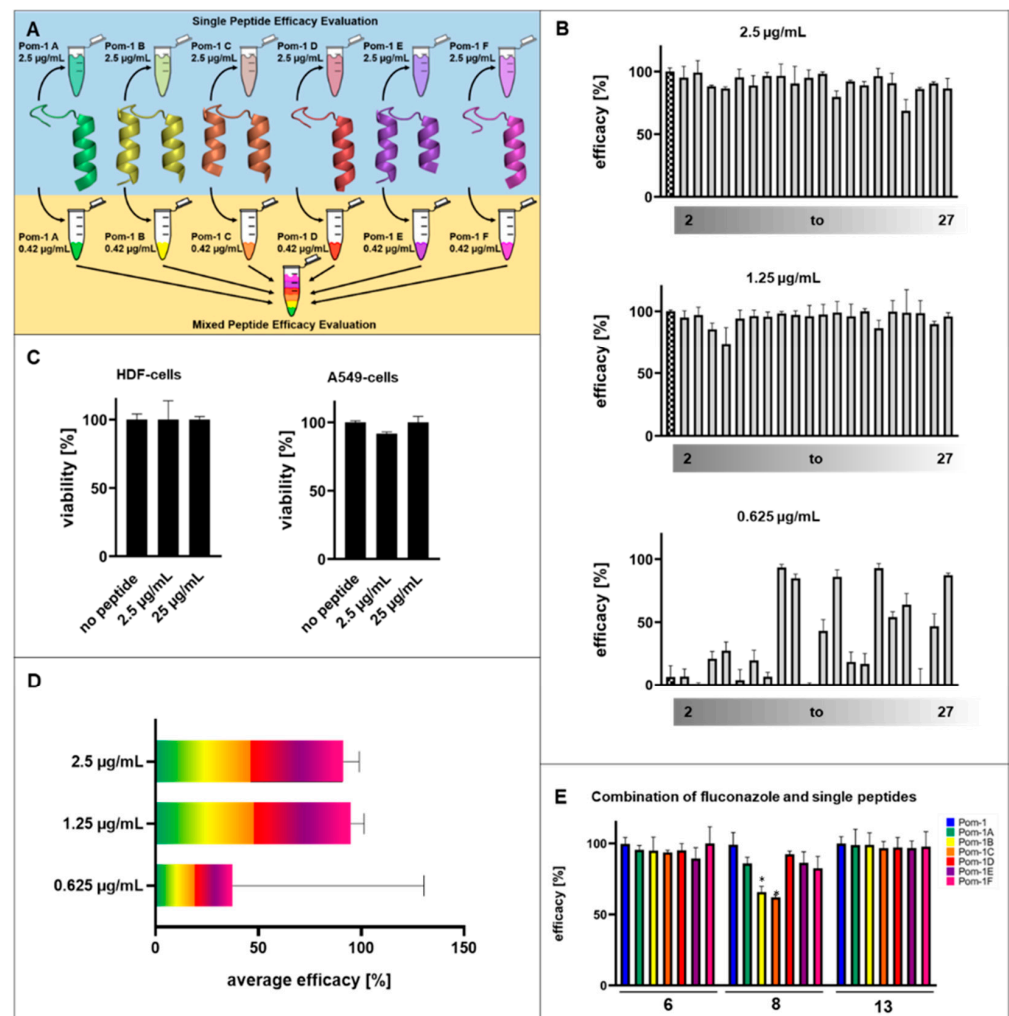 A
Single Peptide Efficacy Evaluation
Pom-1 A
2.5 µg/mL
Pom-1 B
2.5 µg/mL
Pom-1 C
2.5 µg/mL
Pom-1 D
2.5 µg/mL
Pom-1 E
2.5 µg/mL
Pom-1 F
2.5 µg/mL
Pom-1 A
0.42 µg/mL
Pom-1 B
0.42 µg/mL
Pom-1 C
0.42 µg/mL
Pom-1 D
0.42 µg/mL
Pom-1 E
0.42 µg/mL
Pom-1 F
0.42 µg/mL
Mixed Peptide Efficacy Evaluation
B
2.5 µg/mL
efficacy [%]
100
50
0
2 to 27
1.25 µg/mL
efficacy [%]
100
50
0
2 to 27
0.625 µg/mL
efficacy [%]
100
50
0
2 to 27
C
HDF-cells
viability [%]
100
50
0
no peptide
2.5 µg/mL
25 µg/mL
A549-cells
viability [%]
100
50
0
no peptide
2.5 µg/mL
25 µg/mL
D
2.5 µg/mL
1.25 µg/mL
0.625 µg/mL
0 50 100 150
average efficacy [%]
E
Combination of fluconazole and single peptides
efficacy [%]
100
50
0
* *
6 8 13
Pom-1
Pom-1A
Pom-1B
Pom-1C
Pom-1D
Pom-1E
Pom-1F